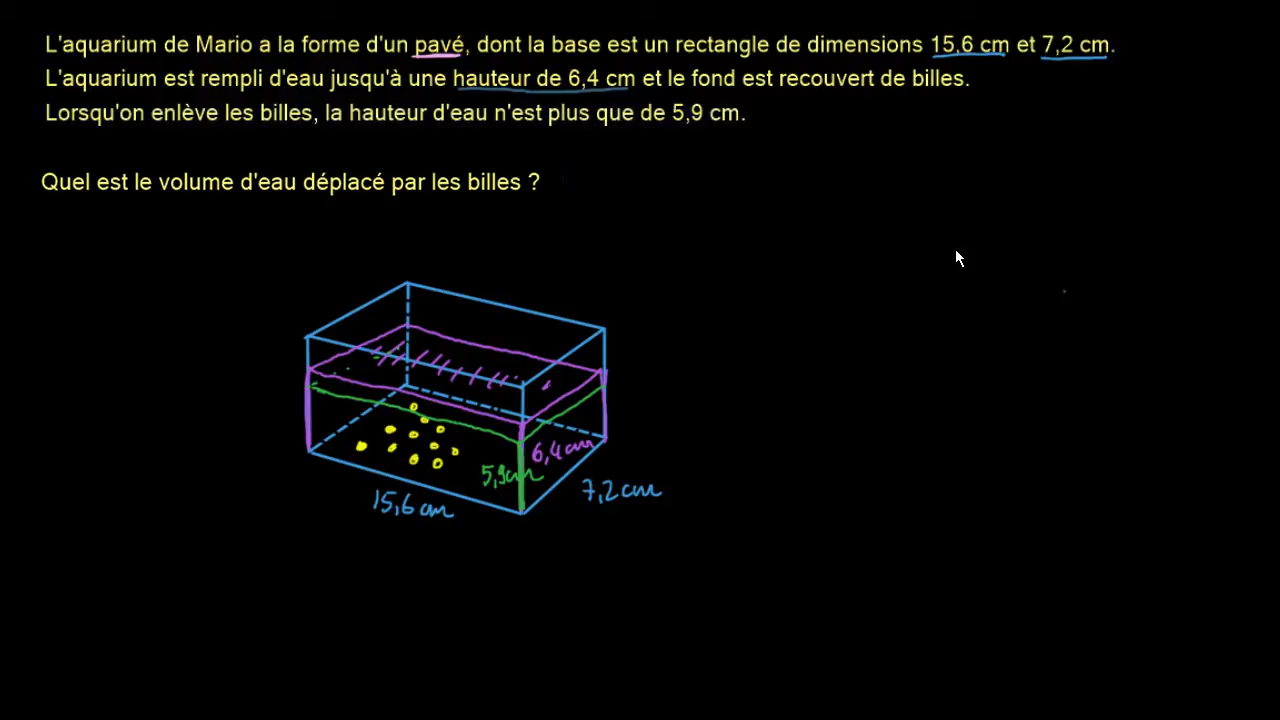 L'aquarium de Mario a la forme d'un pavé, dont la base est un rectangle de dimensions 15,6 cm et 7,2 cm.
L'aquarium est rempli d'eau jusqu'à une hauteur de 6,4 cm et le fond est recouvert de billes.
Lorsqu'on enlève les billes, la hauteur d'eau n'est plus que de 5,9 cm.
Quel est le volume d'eau déplacé par les billes ?
6,4 cm
5,9 cm
7,2 cm
15,6 cm